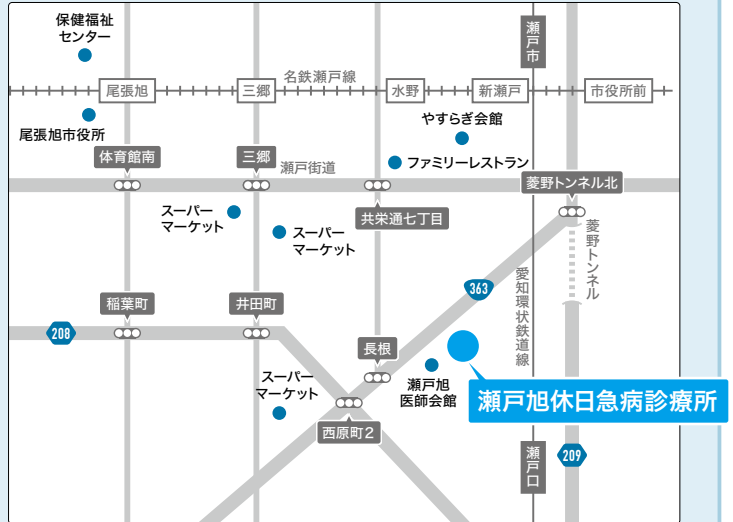 保健福祉
センター
瀬戸市
名鉄瀬戸線
尾張旭
三郷
水野
新瀬戸
市役所前
尾張旭市役所
やすらぎ会館
体育館南
三郷
瀬戸街道
ファミリーレストラン
菱野トンネル北
スーパー
マーケット
共栄通七丁目
スーパー
マーケット
菱野トンネル
愛知環状鉄道線
363
稲葉町
井田町
208
長根
スーパー
マーケット
瀬戸旭
医師会館
瀬戸旭休日急病診療所
西原町2
瀬戸口
209